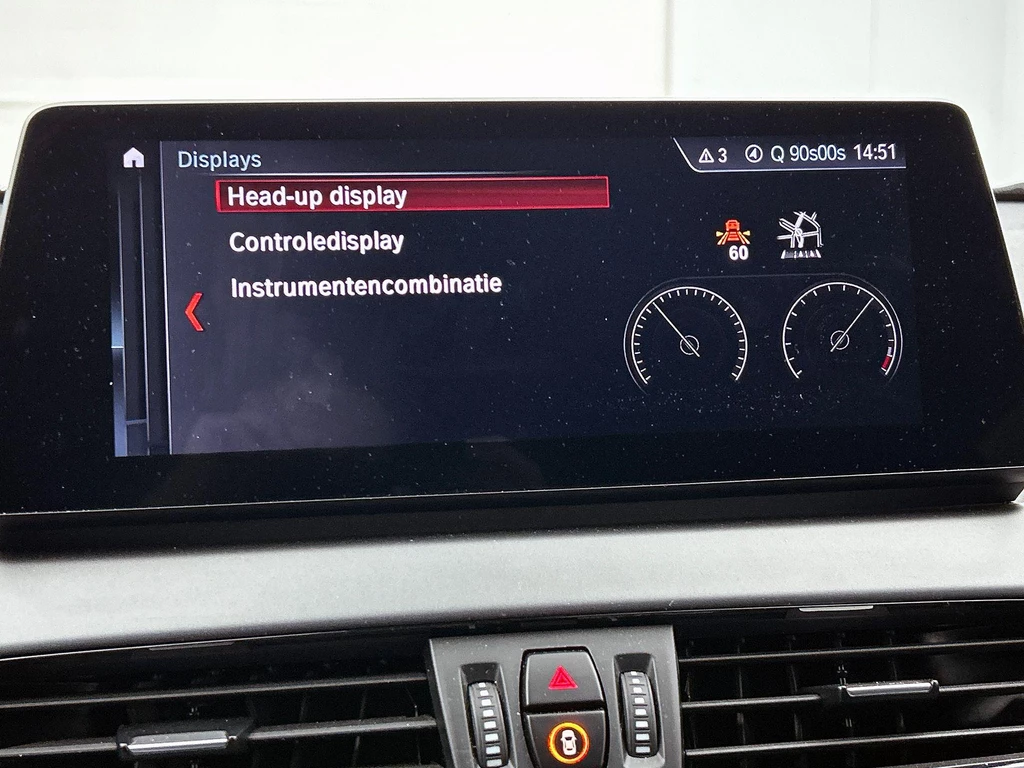 Displays
3 Q 90s00s 14:51
Head-up display
Controledisplay
Instrumentencombinatie
60